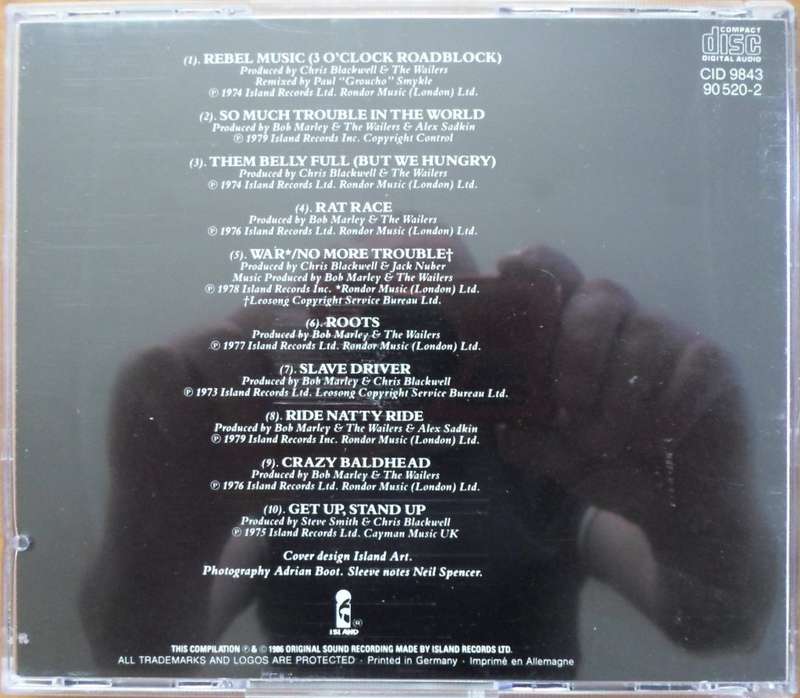 COMPACT
disc
DIGITAL AUDIO
CID 9843
90520-2
(1). REBEL MUSIC (3 O'CLOCK ROADBLOCK)
Produced by Chris Blackwell & The Wailers
Remixed by Paul "Groucho" Smykle
℗ 1974 Island Records Ltd. Rondor Music (London) Ltd.
(2). SO MUCH TROUBLE IN THE WORLD
Produced by Bob Marley & The Wailers & Alex Sadkin
℗ 1979 Island Records Inc. Copyright Control
(3). THEM BELLY FULL (BUT WE HUNGRY)
Produced by Chris Blackwell & The Wailers
℗ 1974 Island Records Ltd. Rondor Music (London) Ltd.
(4). RAT RACE
Produced by Bob Marley & The Wailers
℗ 1976 Island Records Ltd. Rondor Music (London) Ltd.
(5). WAR*/NO MORE TROUBLE†
Produced by Chris Blackwell & Jack Nuber
Music Produced by Bob Marley & The Wailers
℗ 1978 Island Records Inc. *Rondor Music (London) Ltd.
†Leosong Copyright Service Bureau Ltd.
(6). ROOTS
Produced by Bob Marley & The Wailers
℗ 1977 Island Records Ltd. Rondor Music (London) Ltd.
(7). SLAVE DRIVER
Produced by Bob Marley & Chris Blackwell
℗ 1973 Island Records Ltd. Leosong Copyright Service Bureau Ltd.
(8). RIDE NATTY RIDE
Produced by Bob Marley & The Wailers & Alex Sadkin
℗ 1979 Island Records Inc. Rondor Music (London) Ltd.
(9). CRAZY BALDHEAD
Produced by Bob Marley & The Wailers
℗ 1976 Island Records Ltd. Rondor Music (London) Ltd.
(10). GET UP, STAND UP
Produced by Steve Smith & Chris Blackwell
℗ 1975 Island Records Ltd. Cayman Music UK
Cover design Island Art.
Photography Adrian Boot. Sleeve notes Neil Spencer.
ISLAND ®
THIS COMPILATION ℗ & © 1986 ORIGINAL SOUND RECORDING MADE BY ISLAND RECORDS LTD.
ALL TRADEMARKS AND LOGOS ARE PROTECTED · Printed in Germany · Imprimé en Allemagne